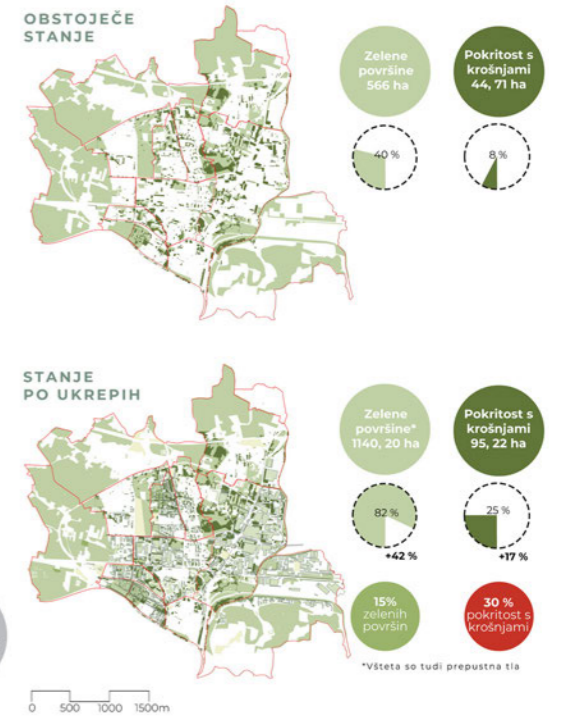 OBSTOJEČE
STANJE
Zelene
površine
566 ha
Pokritost s
krošnjami
44, 71 ha
40 %
8 %
STANJE
PO UKREPIH
Zelene
površine*
1140, 20 ha
Pokritost s
krošnjami
95, 22 ha
82 %
+42 %
25 %
+17 %
15%
zelenih
površin
30 %
pokritost s
krošnjami
*Všteta so tudi prepustna tla
0 500 1000 1500m